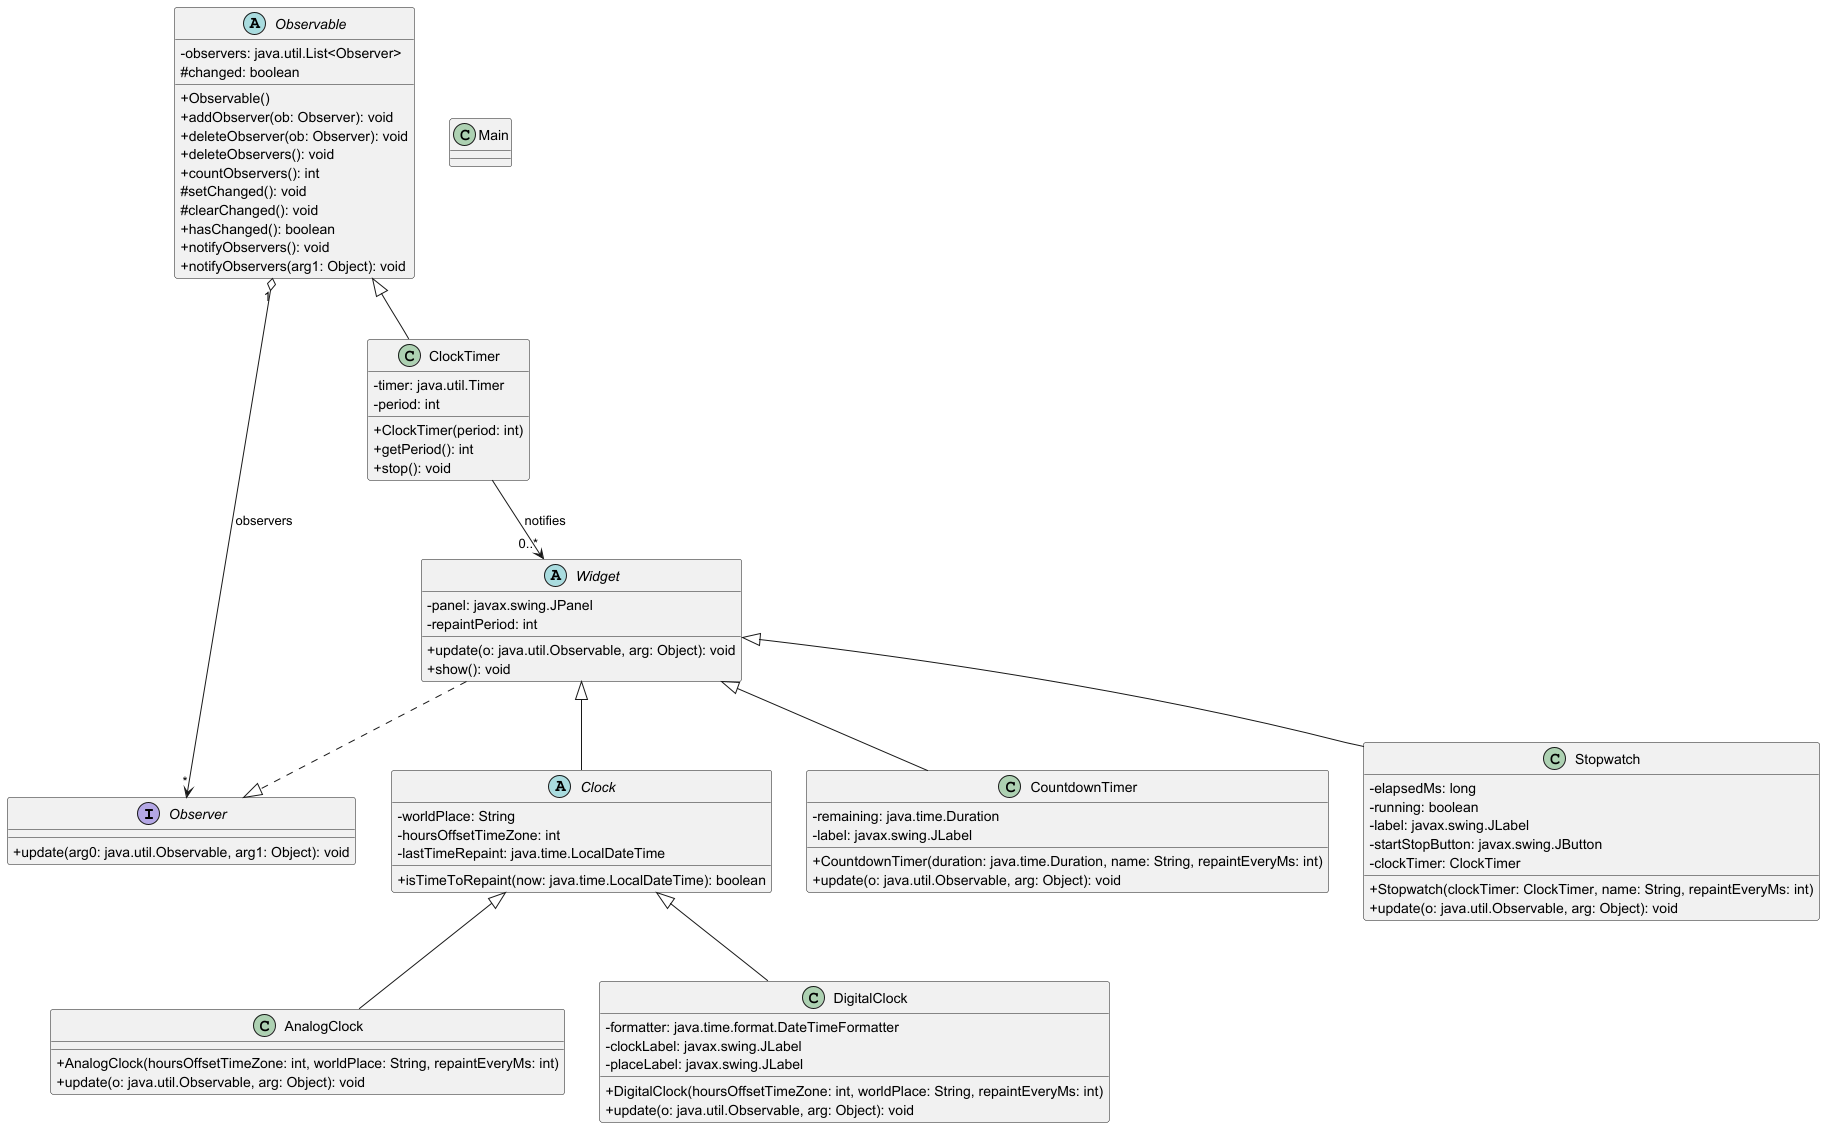 A Observable
-observers: java.util.List<Observer>
#changed: boolean
+Observable()
+addObserver(ob: Observer): void
+deleteObserver(ob: Observer): void
+deleteObservers(): void
+countObservers(): int
#setChanged(): void
#clearChanged(): void
+hasChanged(): boolean
+notifyObservers(): void
+notifyObservers(arg1: Object): void
C Main
1
C ClockTimer
-timer: java.util.Timer
-period: int
+ClockTimer(period: int)
+getPeriod(): int
+stop(): void
observers
notifies
0..*
A Widget
-panel: javax.swing.JPanel
-repaintPeriod: int
+update(o: java.util.Observable, arg: Object): void
+show(): void
*
I Observer
+update(arg0: java.util.Observable, arg1: Object): void
A Clock
-worldPlace: String
-hoursOffsetTimeZone: int
-lastTimeRepaint: java.time.LocalDateTime
+isTimeToRepaint(now: java.time.LocalDateTime): boolean
C CountdownTimer
-remaining: java.time.Duration
-label: javax.swing.JLabel
+CountdownTimer(duration: java.time.Duration, name: String, repaintEveryMs: int)
+update(o: java.util.Observable, arg: Object): void
C Stopwatch
-elapsedMs: long
-running: boolean
-label: javax.swing.JLabel
-startStopButton: javax.swing.JButton
-clockTimer: ClockTimer
+Stopwatch(clockTimer: ClockTimer, name: String, repaintEveryMs: int)
+update(o: java.util.Observable, arg: Object): void
C AnalogClock
+AnalogClock(hoursOffsetTimeZone: int, worldPlace: String, repaintEveryMs: int)
+update(o: java.util.Observable, arg: Object): void
C DigitalClock
-formatter: java.time.format.DateTimeFormatter
-clockLabel: javax.swing.JLabel
-placeLabel: javax.swing.JLabel
+DigitalClock(hoursOffsetTimeZone: int, worldPlace: String, repaintEveryMs: int)
+update(o: java.util.Observable, arg: Object): void